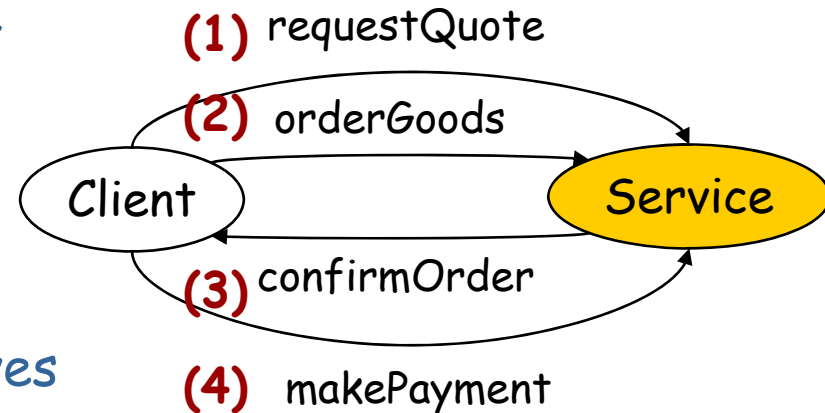 (1) requestQuote
(2) orderGoods
Client
Service
(3) confirmOrder
(4) makePayment